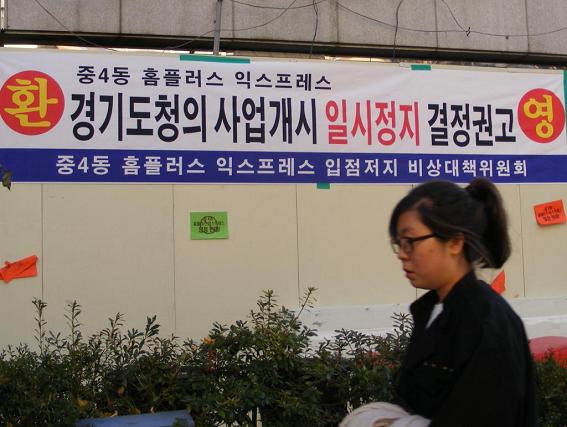 중4동 홈플러스 익스프레스
환 경기도청의 사업개시 일시정지 결정권고 영
중4동 홈플러스 익스프레스 입점저지 비상대책위원회